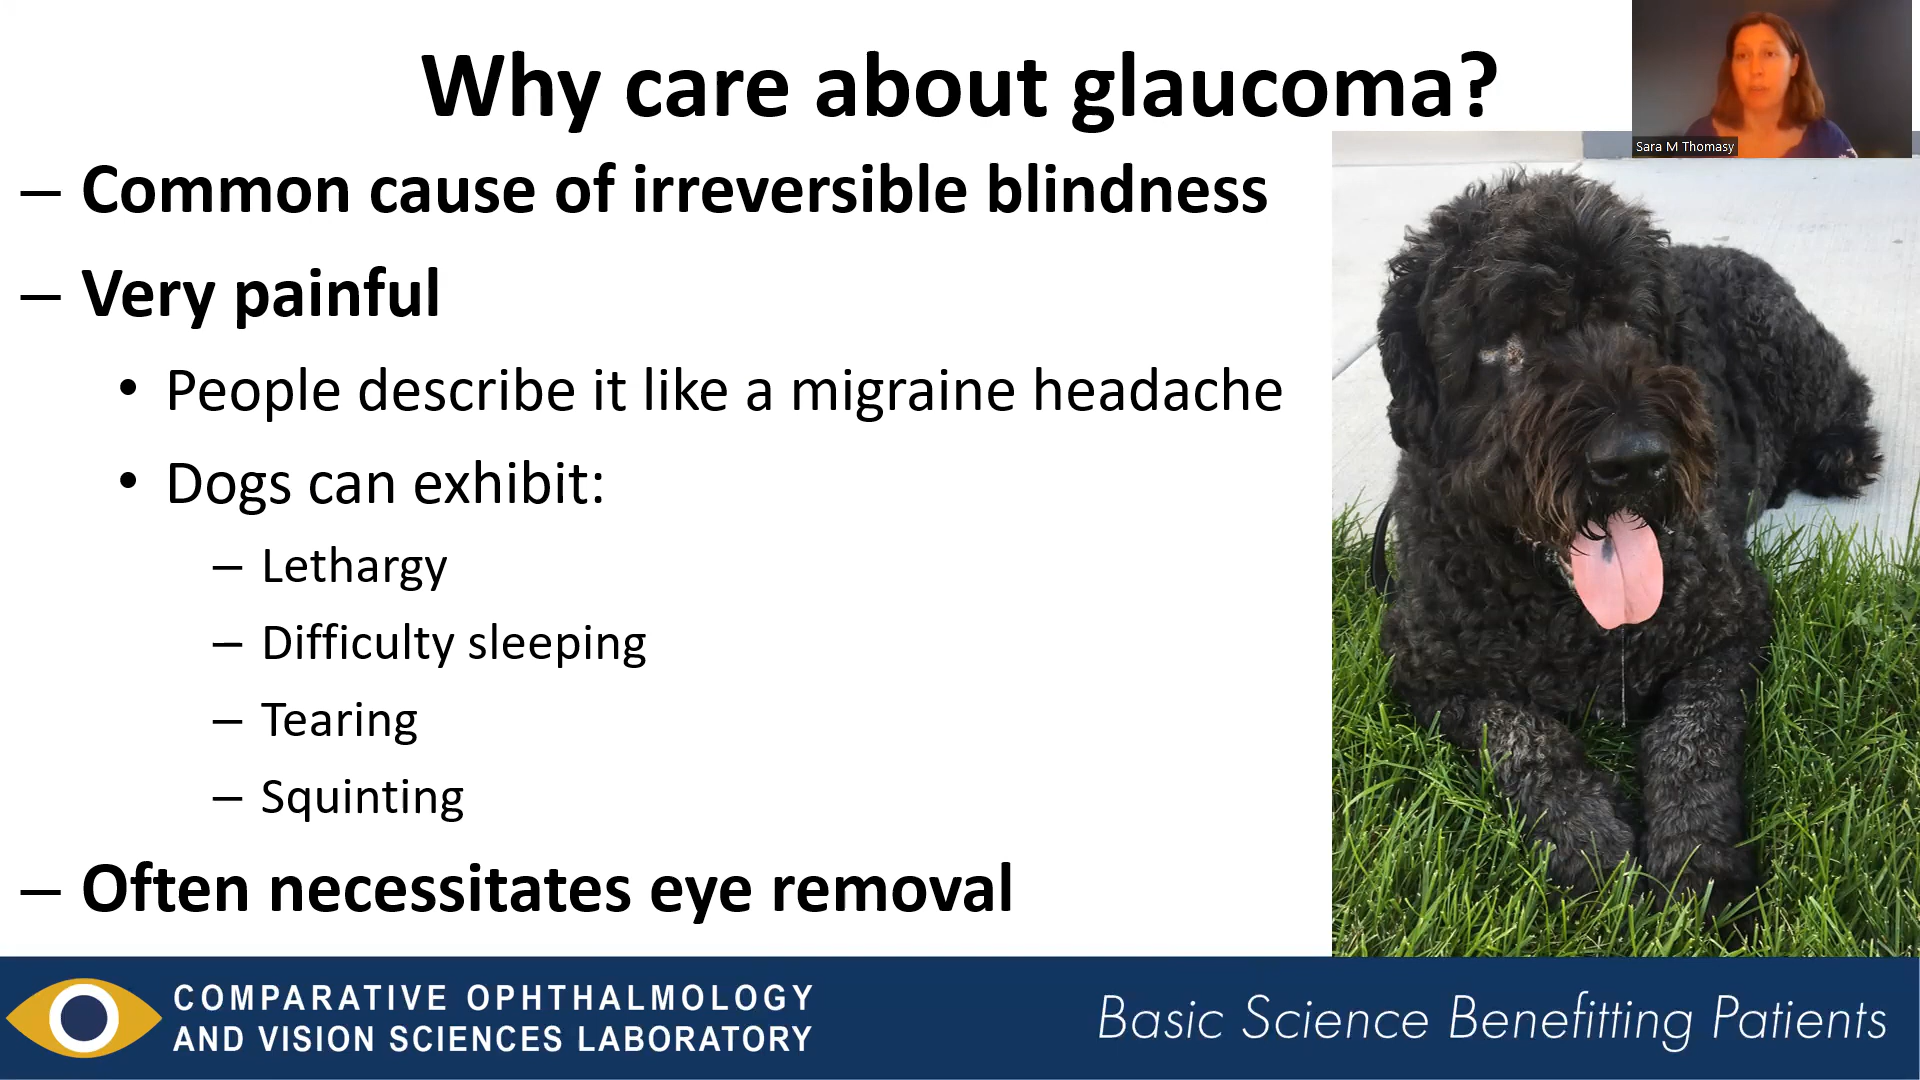 Why care about glaucoma?
Sara M Thomasy
– Common cause of irreversible blindness
– Very painful
• People describe it like a migraine headache
• Dogs can exhibit:
– Lethargy
– Difficulty sleeping
– Tearing
– Squinting
– Often necessitates eye removal
COMPARATIVE OPHTHALMOLOGY
AND VISION SCIENCES LABORATORY
Basic Science Benefitting Patients